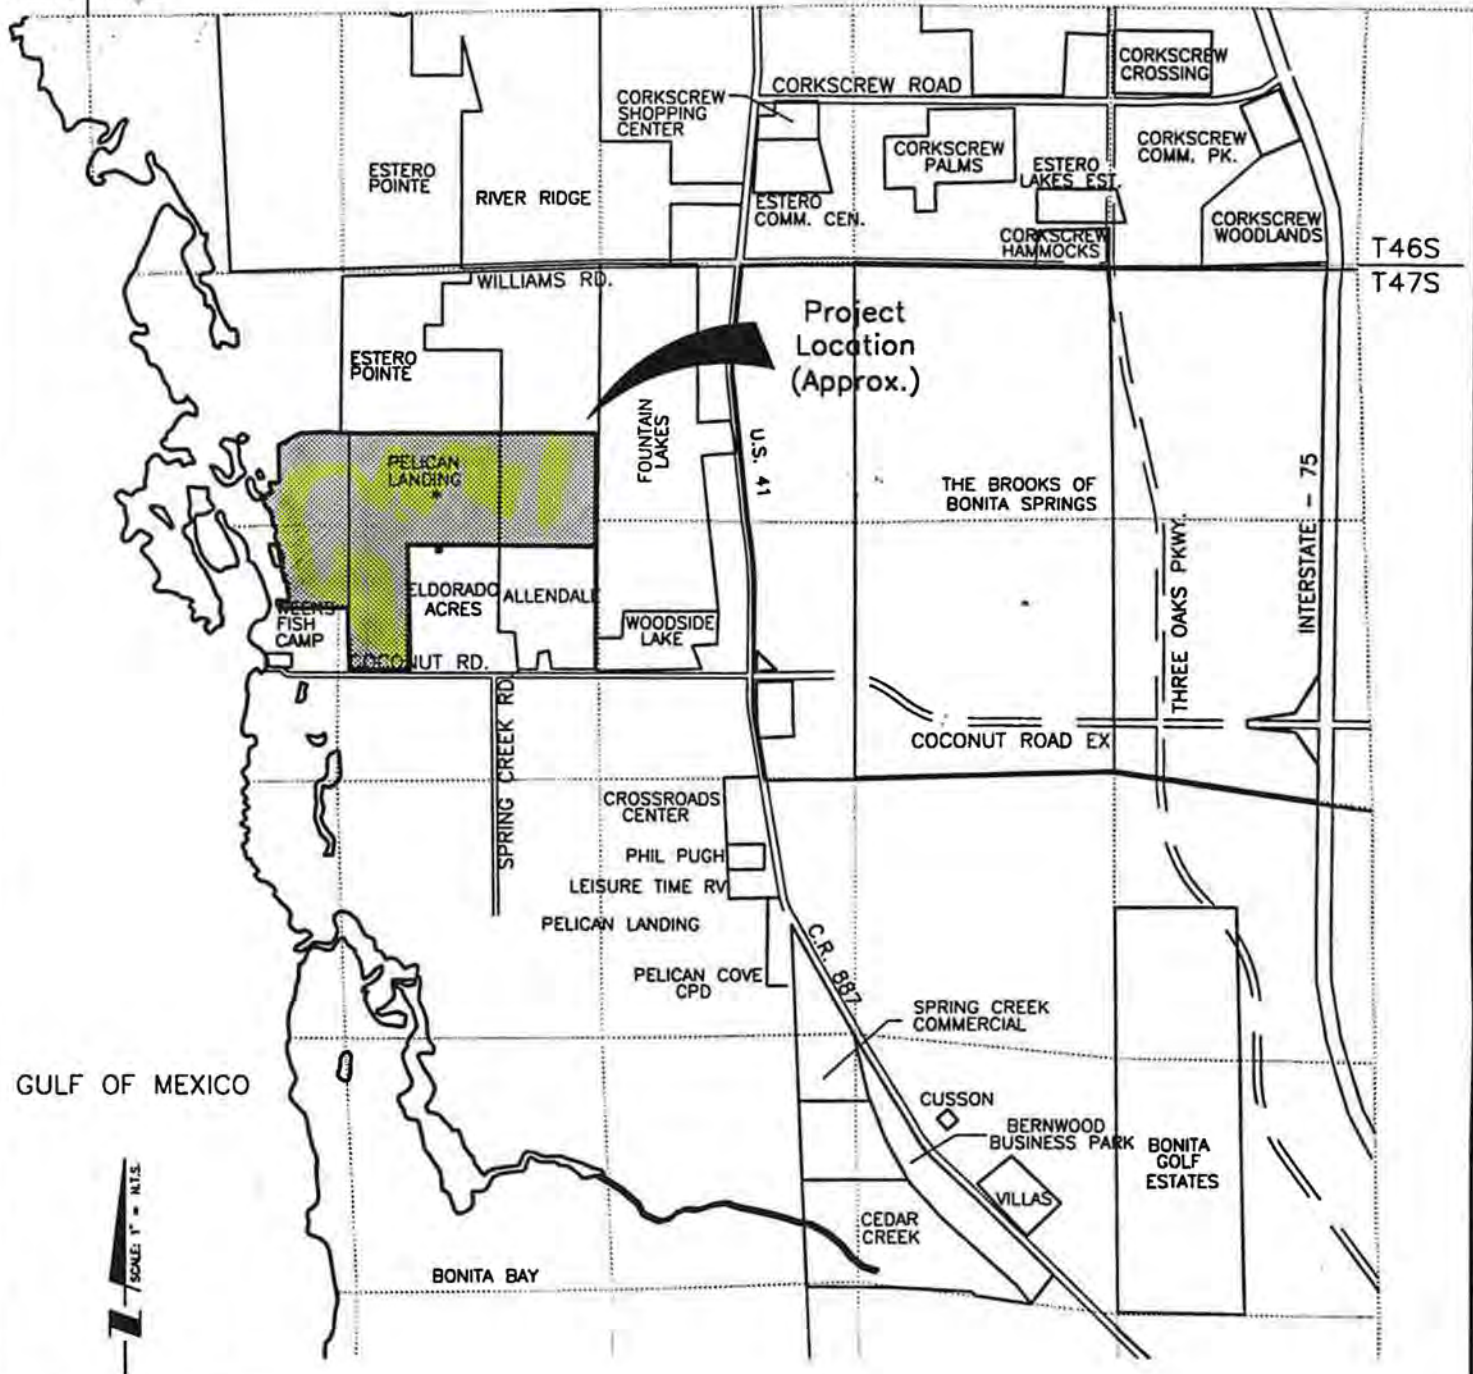 CORKSCREW
CROSSING
CORKSCREW ROAD
CORKSCREW
SHOPPING
CENTER
CORKSCREW
PALMS
CORKSCREW
COMM. PK.
ESTERO
POINTE
RIVER RIDGE
ESTERO
LAKES EST.
ESTERO
COMM. CEN.
CORKSCREW
HAMMOCKS
CORKSCREW
WOODLANDS
T46S
T47S
WILLIAMS RD.
Project
Location
(Approx.)
ESTERO
POINTE
FOUNTAIN
LAKES
U.S. 41
PELICAN
LANDING
*
THE BROOKS OF
BONITA SPRINGS
THREE OAKS PKWY.
INTERSTATE - 75
ELDORADO
ACRES
ALLENDALE
WEEKS
FISH
CAMP
WOODSIDE
LAKE
COCONUT RD.
SPRING CREEK RD.
COCONUT ROAD EX
CROSSROADS
CENTER
PHIL PUGH
LEISURE TIME RV
PELICAN LANDING
PELICAN COVE
CPD
C.R. 887
SPRING CREEK
COMMERCIAL
GULF OF MEXICO
CUSSON
BERNWOOD
BUSINESS PARK
BONITA
GOLF
ESTATES
VILLAS
CEDAR
CREEK
BONITA BAY
SCALE: 1" = N.T.S.
N